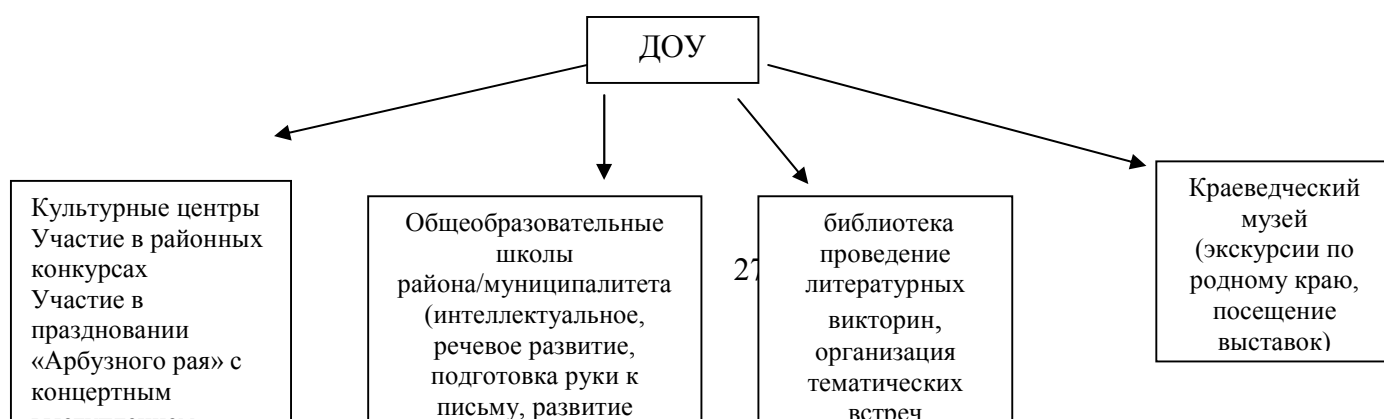 ДОУ
Культурные центры
Участие в районных
конкурсах
Участие в
праздновании
«Арбузного рая» с
концертным
Общеобразовательные
школы
района/муниципалитета
(интеллектуальное,
речевое развитие,
подготовка руки к
письму, развитие
27
библиотека
проведение
литературных
викторин,
организация
тематических
встреч
Краеведческий
музей
(экскурсии по
родному краю,
посещение
выставок)